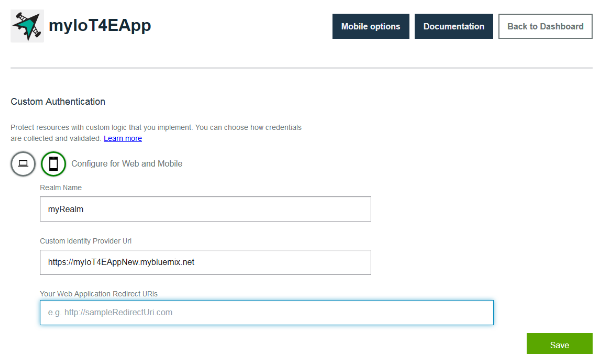 myIoT4EApp
Mobile options
Documentation
Back to Dashboard
Custom Authentication
Protect resources with custom logic that you implement. You can choose how credentials
are collected and validated. Learn more
Configure for Web and Mobile
Realm Name
myRealm
Custom Identity Provider Url
https://myIoT4EAppNew.mybluemix.net
Your Web Application Redirect URIs
e.g. http://sampleRedirectUri.com
Save